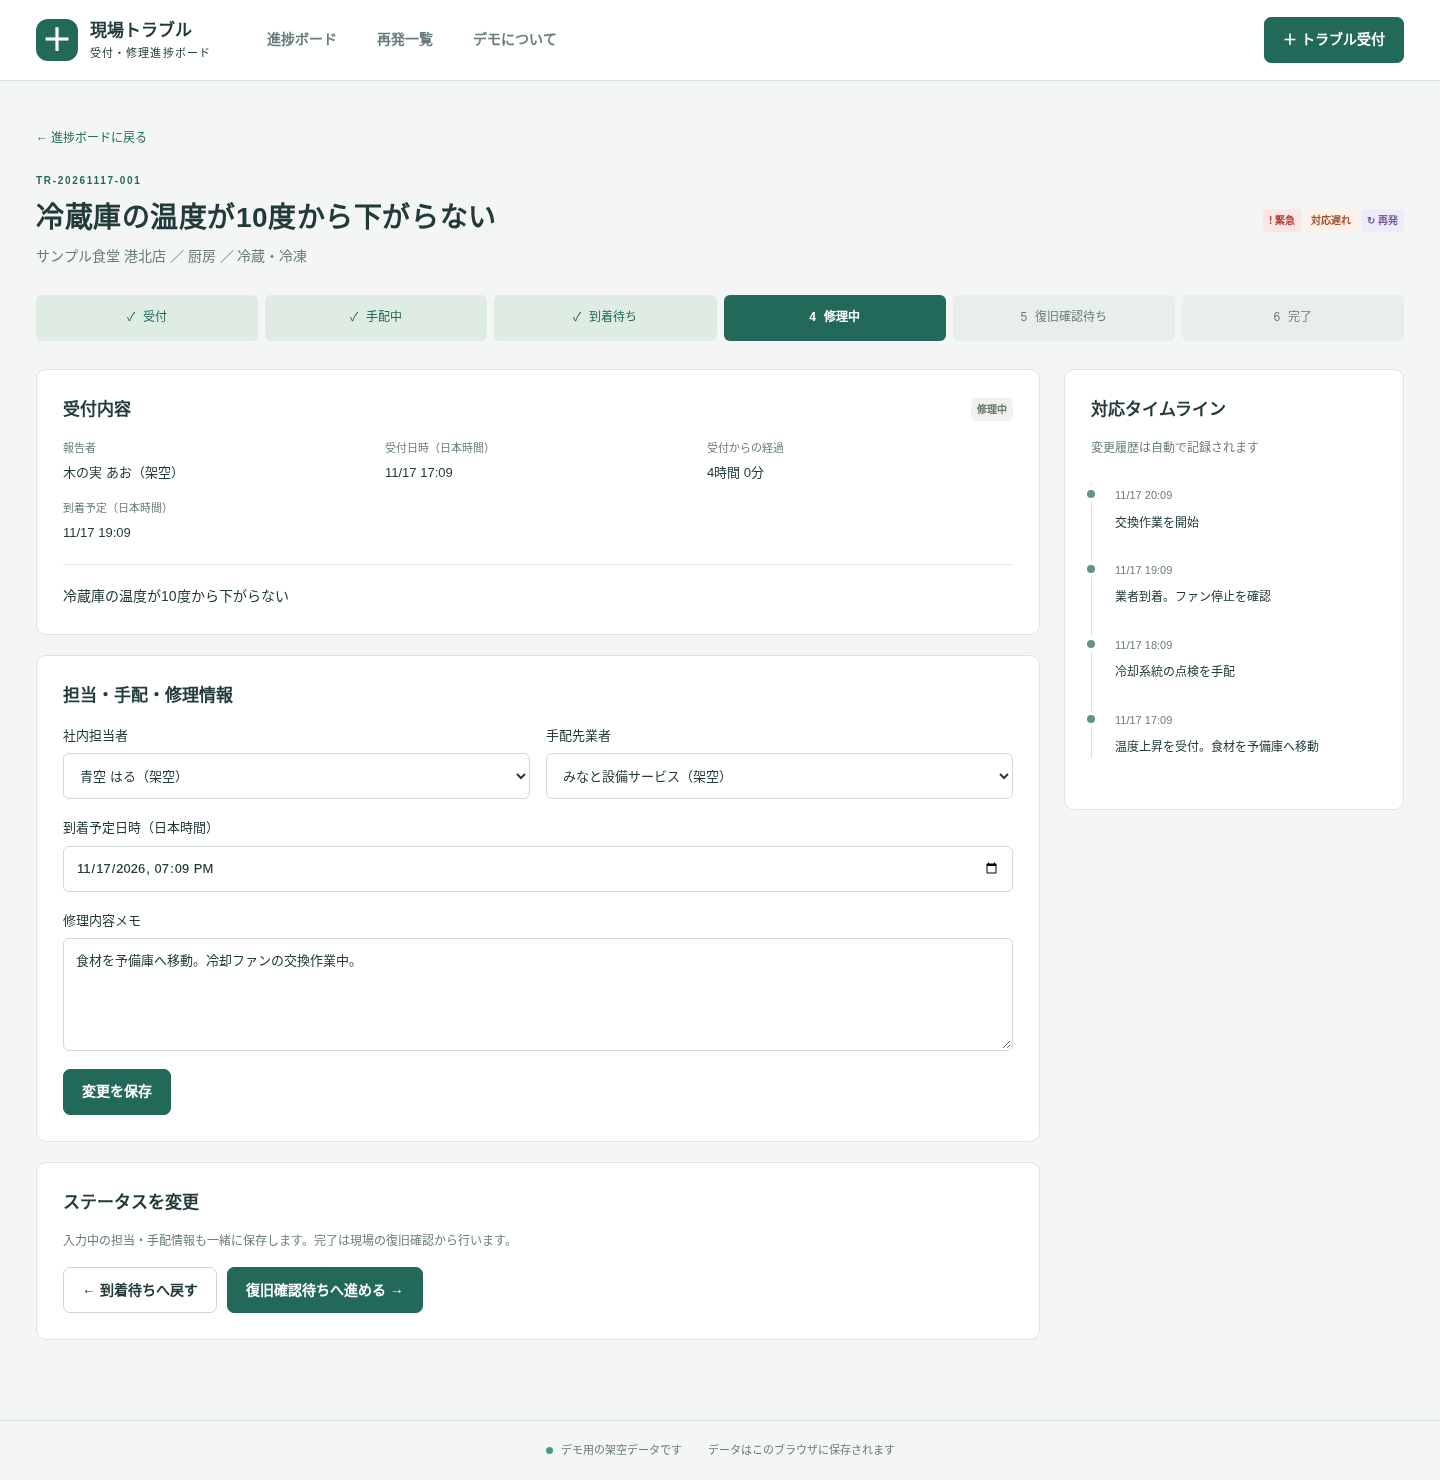 現場トラブル
受付・修理進捗ボード
進捗ボード
再発一覧
デモについて
＋ トラブル受付
← 進捗ボードに戻る
TR-20261117-001
冷蔵庫の温度が10度から下がらない
サンプル食堂 港北店 ／ 厨房 ／ 冷蔵・冷凍
! 緊急
対応遅れ
↻ 再発
✓ 受付
✓ 手配中
✓ 到着待ち
4 修理中
5 復旧確認待ち
6 完了
受付内容
修理中
報告者
木の実 あお（架空）
受付日時（日本時間）
11/17 17:09
受付からの経過
4時間 0分
到着予定（日本時間）
11/17 19:09
冷蔵庫の温度が10度から下がらない
担当・手配・修理情報
社内担当者
青空 はる（架空）
手配先業者
みなと設備サービス（架空）
到着予定日時（日本時間）
11/17/2026, 07:09 PM
修理内容メモ
食材を予備庫へ移動。冷却ファンの交換作業中。
変更を保存
ステータスを変更
入力中の担当・手配情報も一緒に保存します。完了は現場の復旧確認から行います。
← 到着待ちへ戻す
復旧確認待ちへ進める →
対応タイムライン
変更履歴は自動で記録されます
11/17 20:09
交換作業を開始
11/17 19:09
業者到着。ファン停止を確認
11/17 18:09
冷却系統の点検を手配
11/17 17:09
温度上昇を受付。食材を予備庫へ移動
デモ用の架空データです
データはこのブラウザに保存されます